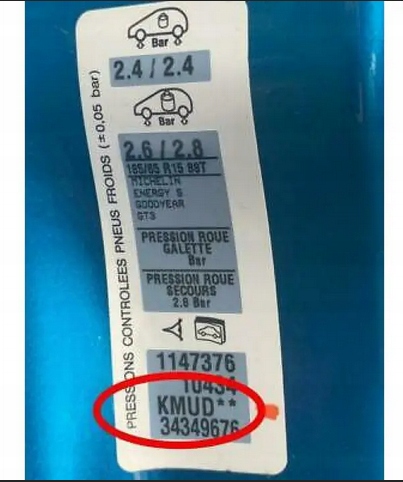 Bar
2.4 / 2.4
Bar
2.6 / 2.8
185/65 R15 88T
MICHELIN
ENERGY S
GOODYEAR
GT3
PRESSION ROUE
GALETTE
Bar
PRESSION ROUE
SECOURS
2.8 Bar
1147376
10434
KMUD**
34349676
PRESSIONS CONTROLEES PNEUS FROIDS (±0,05 bar)